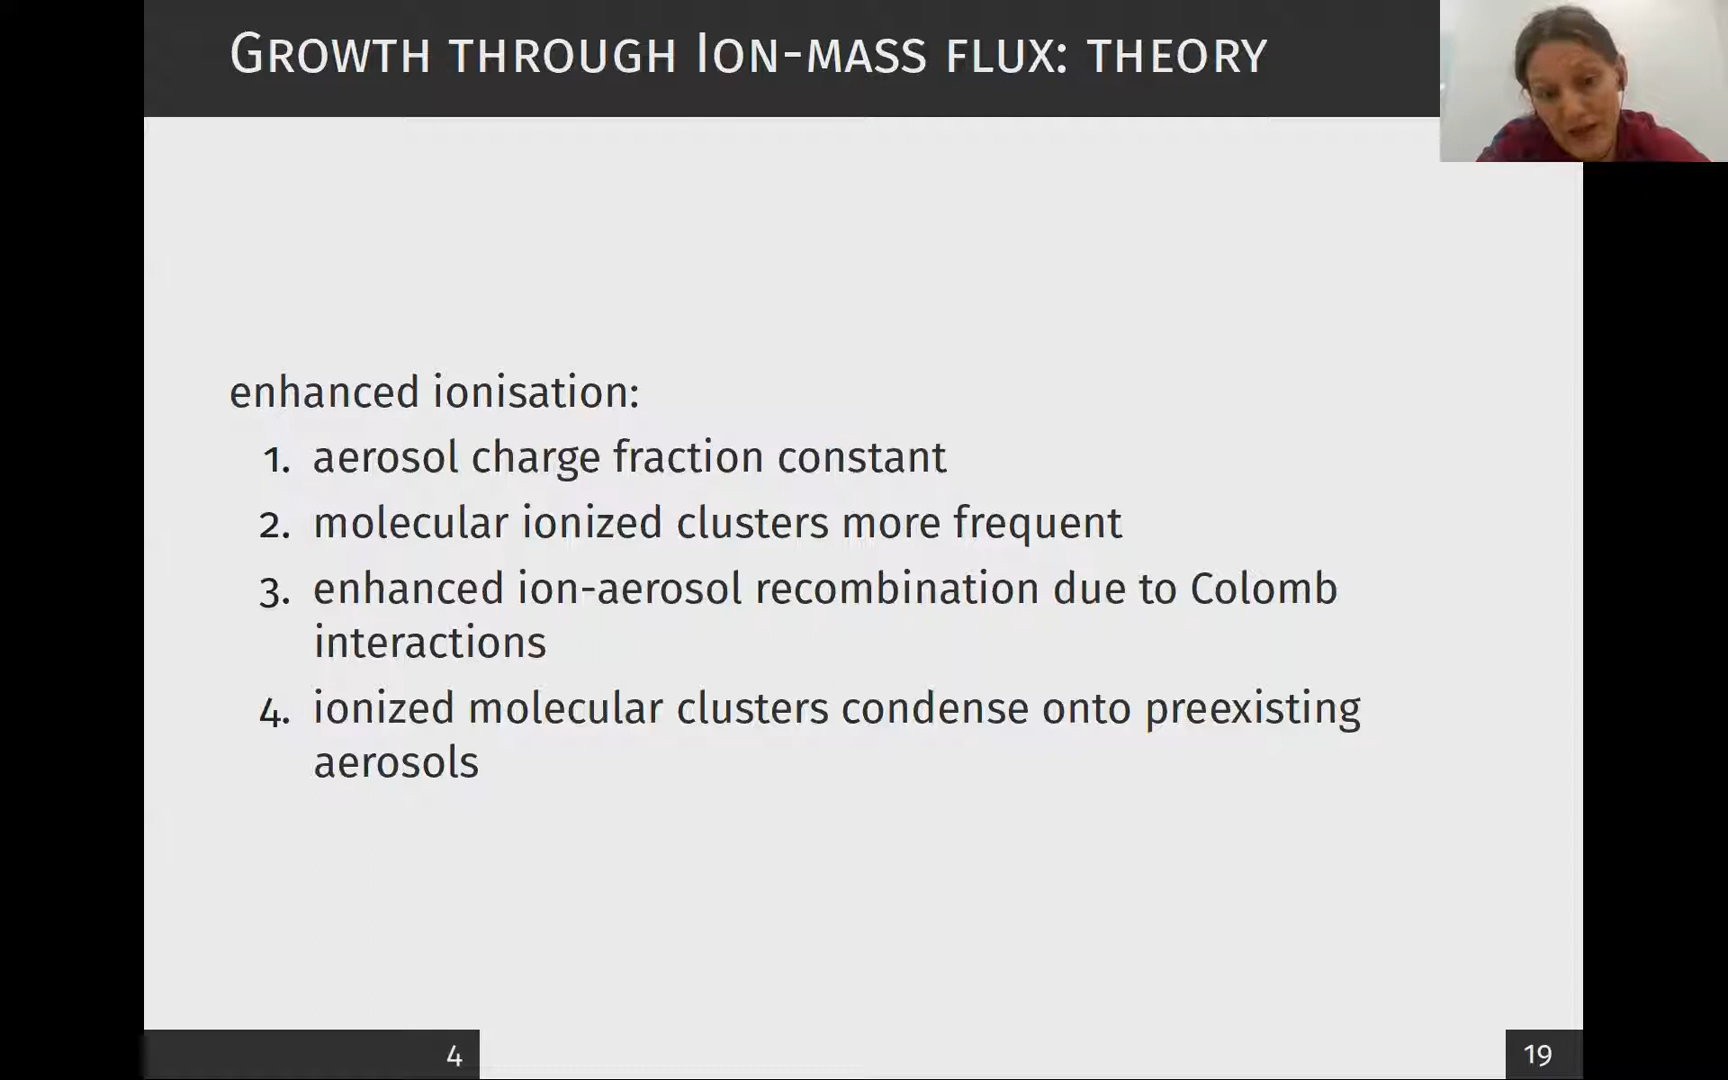 Growth through Ion-mass flux: theory
enhanced ionisation:
1. aerosol charge fraction constant
2. molecular ionized clusters more frequent
3. enhanced ion-aerosol recombination due to Colomb
interactions
4. ionized molecular clusters condense onto preexisting
aerosols
4
19